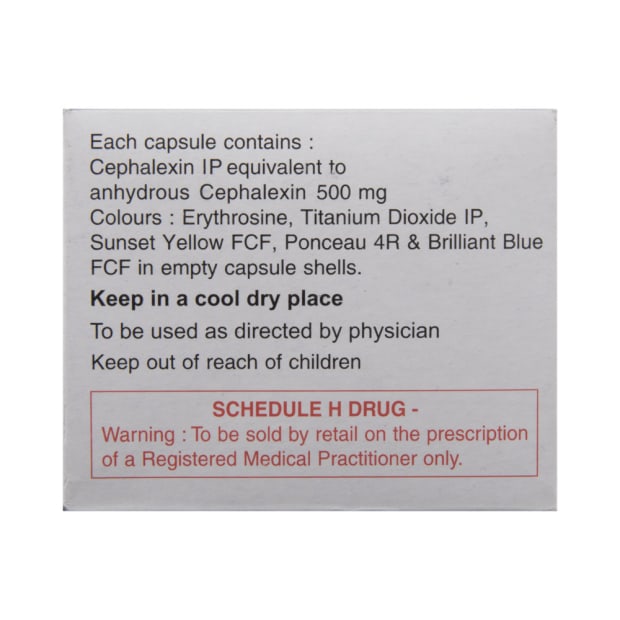 Each capsule contains :
Cephalexin IP equivalent to
anhydrous Cephalexin 500 mg
Colours : Erythrosine, Titanium Dioxide IP,
Sunset Yellow FCF, Ponceau 4R & Brilliant Blue
FCF in empty capsule shells.
Keep in a cool dry place
To be used as directed by physician
Keep out of reach of children
SCHEDULE H DRUG -
Warning : To be sold by retail on the prescription
of a Registered Medical Practitioner only.